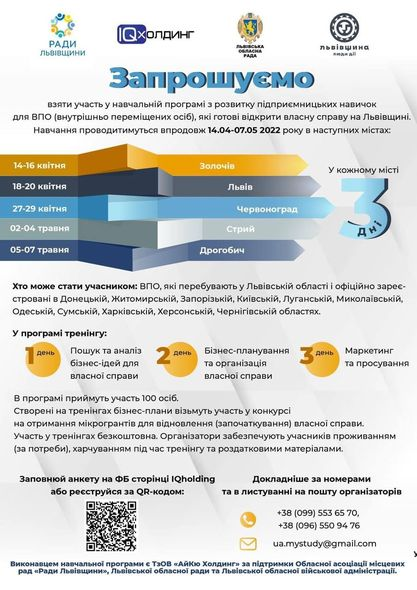 РАДИ
ЛЬВІВЩИНИ
IQ ХОЛДИНГ
ЛЬВІВСЬКА
ОБЛАСНА
РАДА
ЛЬВІВЩИНА
Запрошуємо
взяти участь у навчальній програмі з розвитку підприємницьких навичок
для ВПО (внутрішньо переміщених осіб), які готові відкрити власну справу на Львівщині.
Навчання проводитимуться впродовж 14.04-07.05 2022 року в наступних містах:
14-16 квітня Золочів
18-20 квітня Львів
27-29 квітня Червоноград
02-04 травня Стрий
05-07 травня Дрогобич
У кожному місті
3 дні
Хто може стати учасником: ВПО, які перебувають у Львівській області і офіційно зареє-
стровані в Донецькій, Житомирській, Запорізькій, Київській, Луганській, Миколаївській,
Одеській, Сумській, Харківській, Херсонській, Чернігівській областях.
У програмі тренінгу:
1 день
Пошук та аналіз
бізнес-ідей для
власної справи
2 день
Бізнес-планування
та організація
власної справи
3 день
Маркетинг
та просування
В програмі приймуть участь 100 осіб.
Створені на тренінгах бізнес-плани візьмуть участь у конкурсі
на отримання мікрогрантів для відновлення (започаткування) власної справи.
Участь у тренінгах безкоштовна. Організатори забезпечують учасників проживанням
(за потреби), харчуванням під час тренінгу та роздатковими матеріалами.
Заповнюй анкету на ФБ сторінці IQholding
або реєструйся за QR-кодом:
Докладніше за номерами
та в листуванні на пошту організаторів
+38 (099) 553 65 70,
+38 (096) 550 94 76
ua.mystudy@gmail.com
Виконавцем навчальної програми є ТзОВ «АйКю Холдинг» за підтримки Обласної асоціації місцевих
рад «Ради Львівщини», Львівської обласної ради та Львівської обласної військової адміністрації.